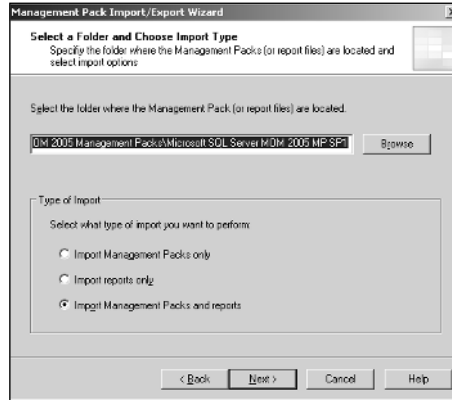 Management Pack Import/Export Wizard
Select a Folder and Choose Import Type
Specify the folder where the Management Packs (or report files) are located and
select import options
Select the folder where the Management Pack (or report files) are located.
OM 2005 Management Packs\Microsoft SQL Server MOM 2005 MP SP1
Browse
Type of Import
Select what type of import you want to perform:
Import Management Packs only
Import reports only
Import Management Packs and reports
< Back
Next >
Cancel
Help